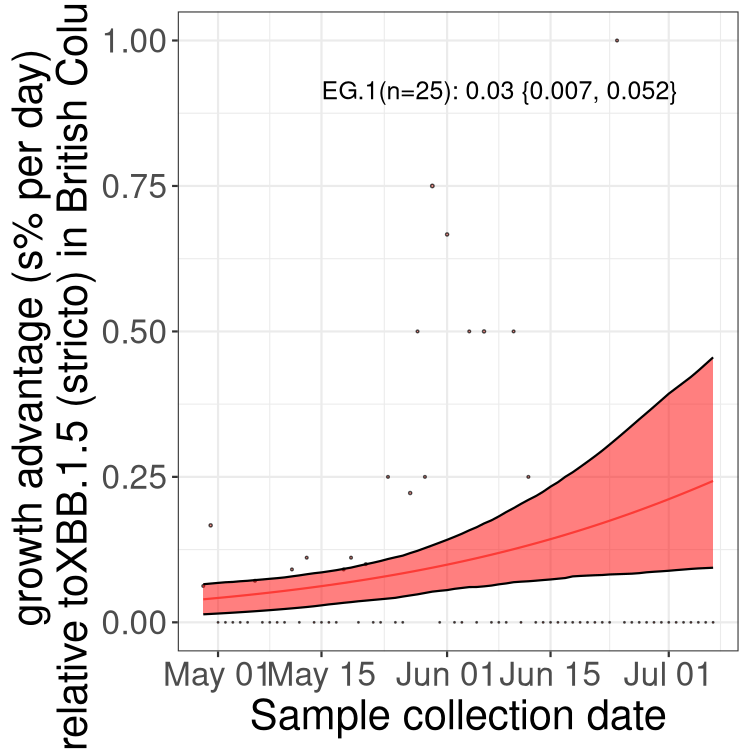 growth advantage (s% per day)
relative toXBB.1.5 (stricto) in British Colu
1.00
0.75
0.50
0.25
0.00
EG.1(n=25): 0.03 {0.007, 0.052}
May 01
May 15
Jun 01
Jun 15
Jul 01
Sample collection date